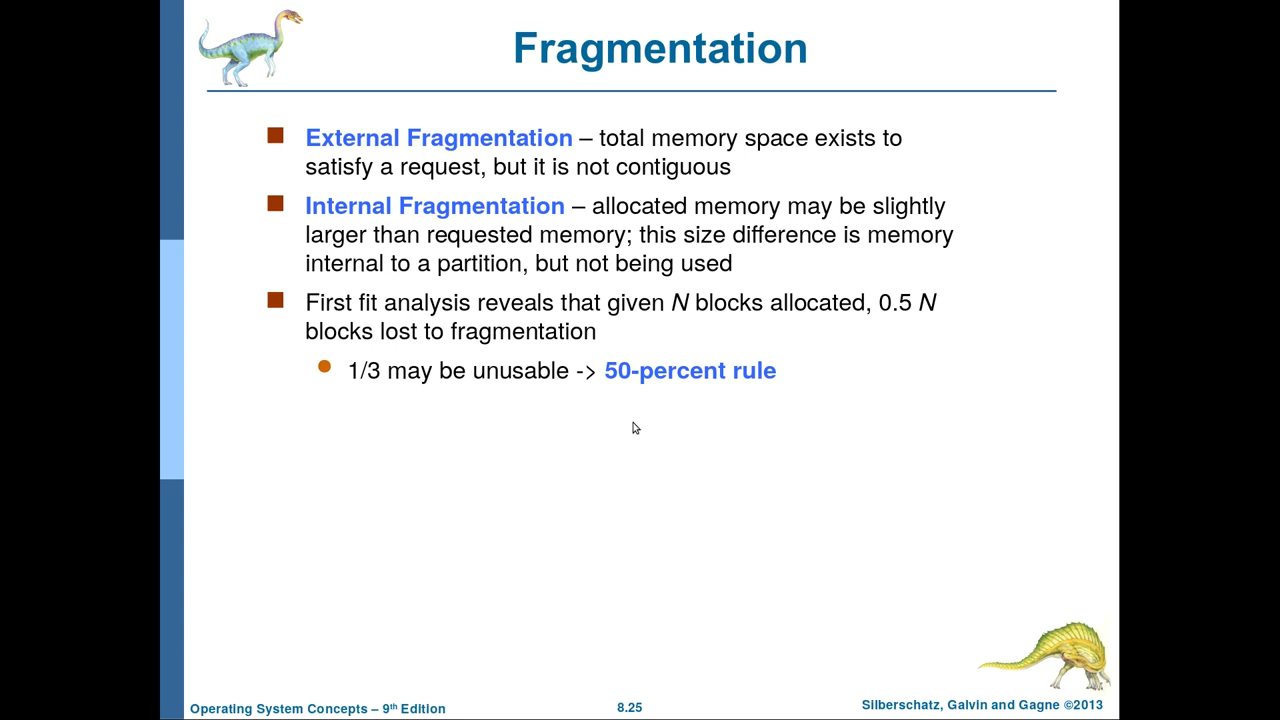 Fragmentation
External Fragmentation – total memory space exists to
satisfy a request, but it is not contiguous
Internal Fragmentation – allocated memory may be slightly
larger than requested memory; this size difference is memory
internal to a partition, but not being used
First fit analysis reveals that given N blocks allocated, 0.5 N
blocks lost to fragmentation
1/3 may be unusable -> 50-percent rule
Operating System Concepts – 9th Edition
8.25
Silberschatz, Galvin and Gagne ©2013